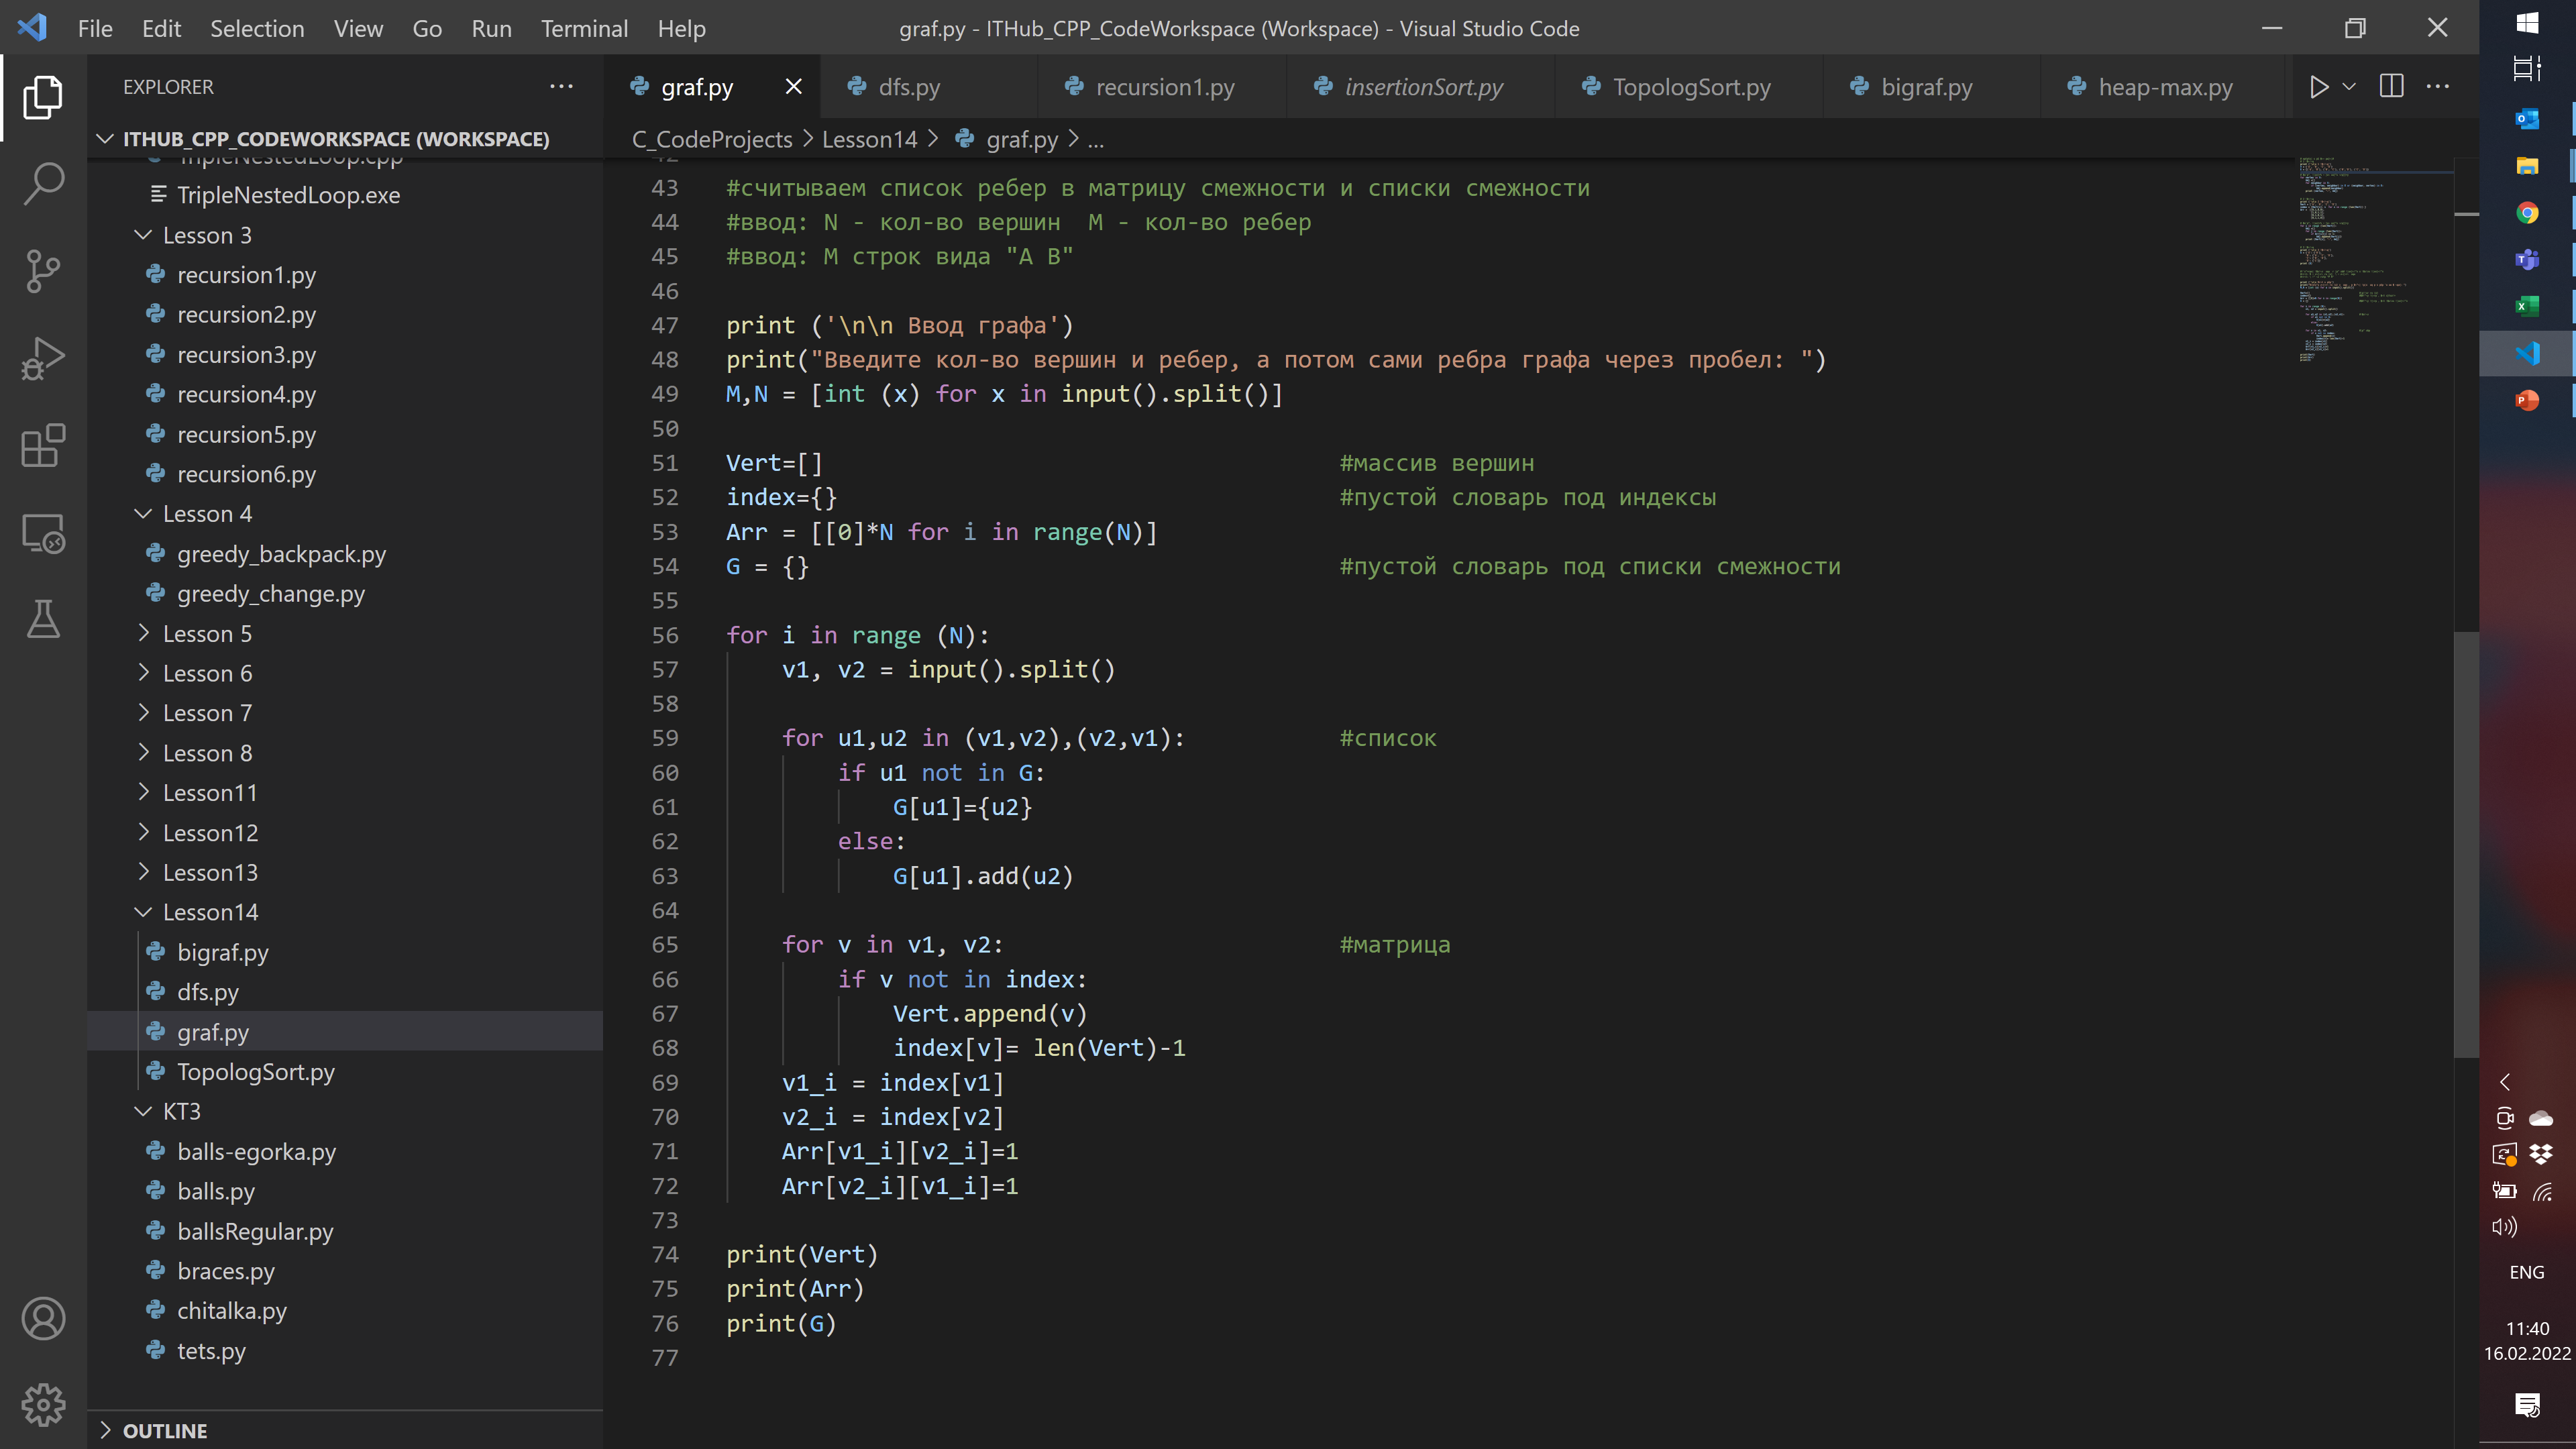 File Edit Selection View Go Run Terminal Help
graf.py - ITHub_CPP_CodeWorkspace (Workspace) - Visual Studio Code
EXPLORER
ITHUB_CPP_CODEWORKSPACE (WORKSPACE)
TripleNestedLoop.cpp
TripleNestedLoop.exe
Lesson 3
recursion1.py
recursion2.py
recursion3.py
recursion4.py
recursion5.py
recursion6.py
Lesson 4
greedy_backpack.py
greedy_change.py
Lesson 5
Lesson 6
Lesson 7
Lesson 8
Lesson11
Lesson12
Lesson13
Lesson14
bigraf.py
dfs.py
graf.py
TopologSort.py
KT3
balls-egorka.py
balls.py
ballsRegular.py
braces.py
chitalka.py
tets.py
OUTLINE
graf.py dfs.py recursion1.py insertionSort.py TopologSort.py bigraf.py heap-max.py
C_CodeProjects > Lesson14 > graf.py > ...
42
43 #считываем список ребер в матрицу смежности и списки смежности
44 #ввод: N - кол-во вершин  M - кол-во ребер
45 #ввод: M строк вида "A B"
46
47 print ('\n\n Ввод графа')
48 print("Введите кол-во вершин и ребер, а потом сами ребра графа через пробел: ")
49 M,N = [int (x) for x in input().split()]
50
51 Vert=[] #массив вершин
52 index={} #пустой словарь под индексы
53 Arr = [[0]*N for i in range(N)]
54 G = {} #пустой словарь под списки смежности
55
56 for i in range (N):
57     v1, v2 = input().split()
58
59     for u1,u2 in (v1,v2),(v2,v1): #список
60         if u1 not in G:
61             G[u1]={u2}
62         else:
63             G[u1].add(u2)
64
65     for v in v1, v2: #матрица
66         if v not in index:
67             Vert.append(v)
68             index[v]= len(Vert)-1
69     v1_i = index[v1]
70     v2_i = index[v2]
71     Arr[v1_i][v2_i]=1
72     Arr[v2_i][v1_i]=1
73
74 print(Vert)
75 print(Arr)
76 print(G)
77
ENG
11:40
16.02.2022